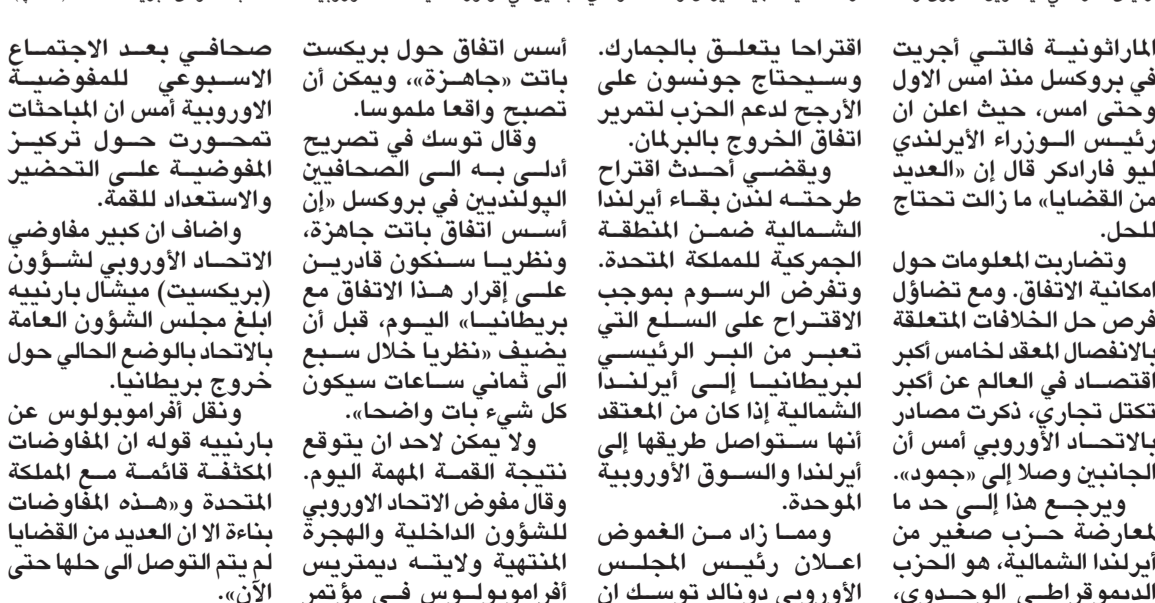 الماراثونية فالتي أجريت
في بروكسل منذ امس الاول
وحتى امس، حيث اعلن ان
رئيس الوزراء الأيرلندي
ليو فارادكر قال إن «العديد
من القضايا» ما زالت تحتاج
للحل.
وتضاربت المعلومات حول
امكانية الاتفاق. ومع تضاؤل
فرص حل الخلافات المتعلقة
بالانفصال المعقد لخامس أكبر
اقتصاد في العالم عن أكبر
تكتل تجاري، ذكرت مصادر
بالاتحاد الأوروبي أمس أن
الجانبين وصلا إلى «جمود».
ويرجع هذا إلى حد ما
لمعارضة حزب صغير من
أيرلندا الشمالية، هو الحزب
الديموقراطي الوحدوي،
اقتراحا يتعلق بالجمارك.
وسيحتاج جونسون على
الأرجح لدعم الحزب لتمرير
اتفاق الخروج بالبرلمان.
ويقضي أحدث اقتراح
طرحته لندن بقاء أيرلندا
الشمالية ضمن المنطقة
الجمركية للمملكة المتحدة.
وتفرض الرسوم بموجب
الاقتراح على السلع التي
تعبر من البر الرئيسي
لبريطانيا إلى أيرلندا
الشمالية إذا كان من المعتقد
أنها ستواصل طريقها إلى
أيرلندا والسوق الأوروبية
الموحدة.
ومما زاد من الغموض
اعلان رئيس المجلس
الأوروبي دونالد توسك ان
أسس اتفاق حول بريكست
باتت «جاهزة»، ويمكن أن
تصبح واقعا ملموسا.
وقال توسك في تصريح
أدلى به الى الصحافيين
الپولنديين في بروكسل «إن
أسس اتفاق باتت جاهزة،
ونظريا سنكون قادرين
على إقرار هذا الاتفاق مع
بريطانيا» اليوم، قبل أن
يضيف «نظريا خلال سبع
الى ثماني ساعات سيكون
كل شيء بات واضحا».
ولا يمكن لاحد ان يتوقع
نتيجة القمة المهمة اليوم.
وقال مفوض الاتحاد الاوروبي
للشؤون الداخلية والهجرة
المنتهية ولايته ديمتريس
أفراموبولوس في مؤتمر
صحافي بعد الاجتماع
الاسبوعي للمفوضية
الاوروبية أمس ان المباحثات
تمحورت حول تركيز
المفوضية على التحضير
والاستعداد للقمة.
واضاف ان كبير مفاوضي
الاتحاد الأوروبي لشؤون
(بريكسيت) ميشال بارنييه
ابلغ مجلس الشؤون العامة
بالاتحاد بالوضع الحالي حول
خروج بريطانيا.
ونقل أفراموبولوس عن
بارنييه قوله ان المفاوضات
المكثفة قائمة مع المملكة
المتحدة و«هذه المفاوضات
بناءة الا ان العديد من القضايا
لم يتم التوصل الى حلها حتى
الآن».